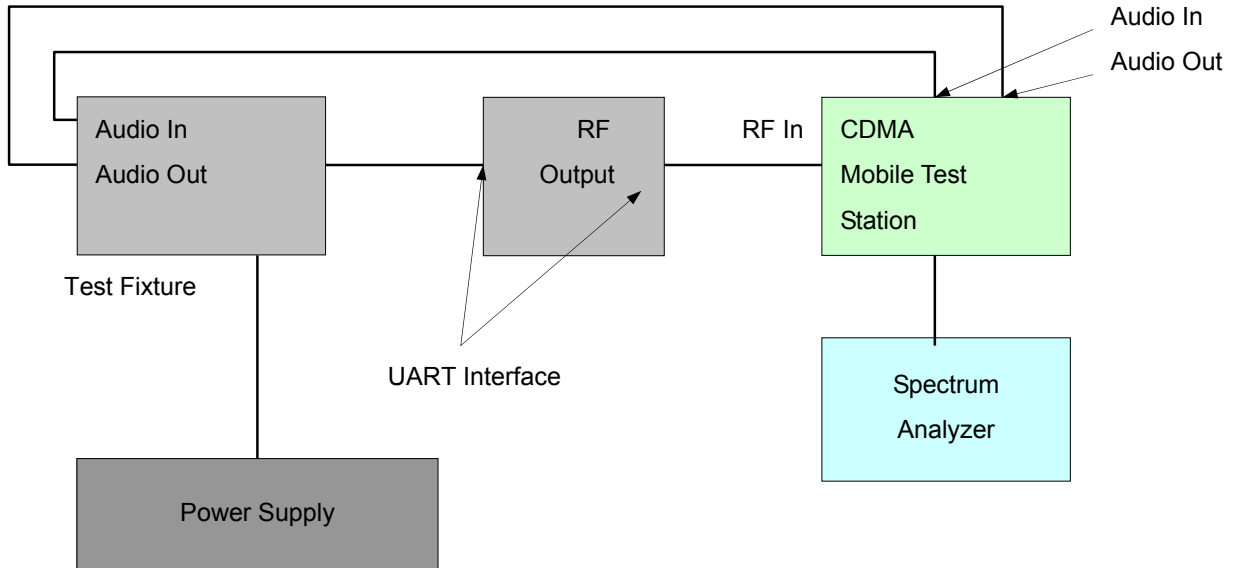 Audio In
Audio Out
Audio In
Audio Out
RF
Output
RF In
CDMA
Mobile Test
Station
Test Fixture
UART Interface
Spectrum
Analyzer
Power Supply